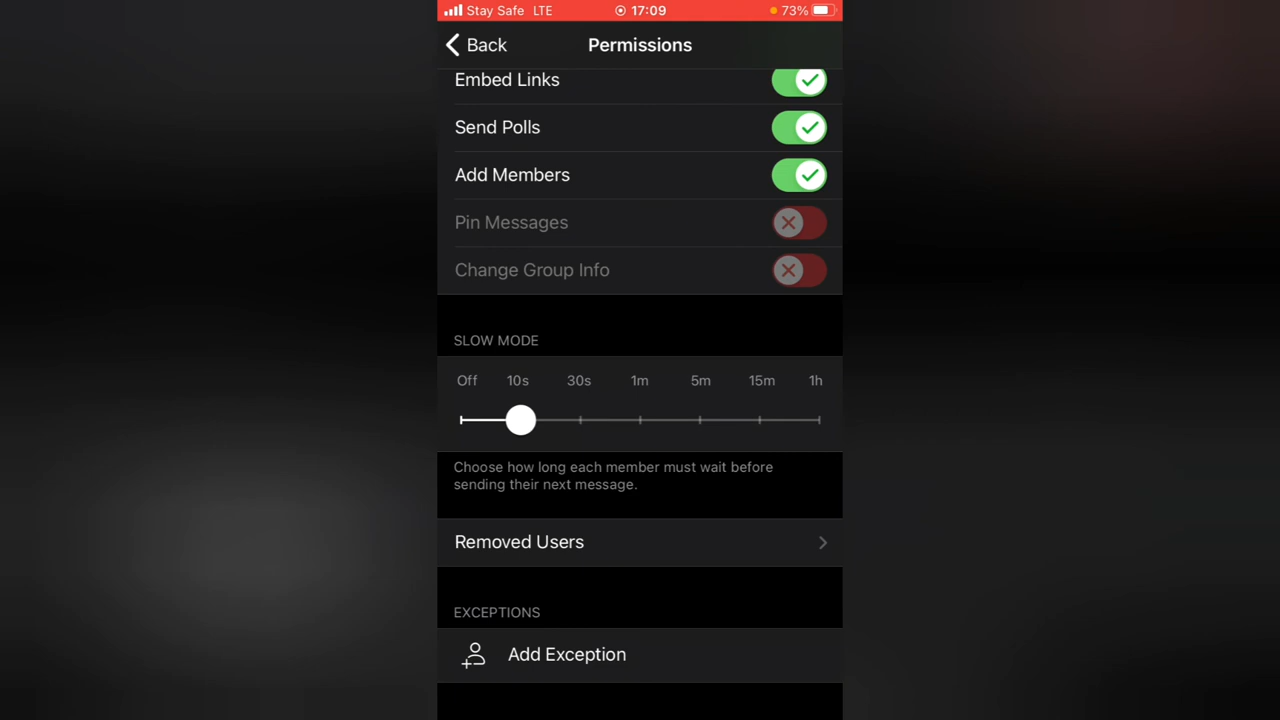 Stay Safe LTE 17:09 73%
Back Permissions
Embed Links
Send Polls
Add Members
Pin Messages
Change Group Info
SLOW MODE
Off 10s 30s 1m 5m 15m 1h
Choose how long each member must wait before
sending their next message.
Removed Users
EXCEPTIONS
Add Exception